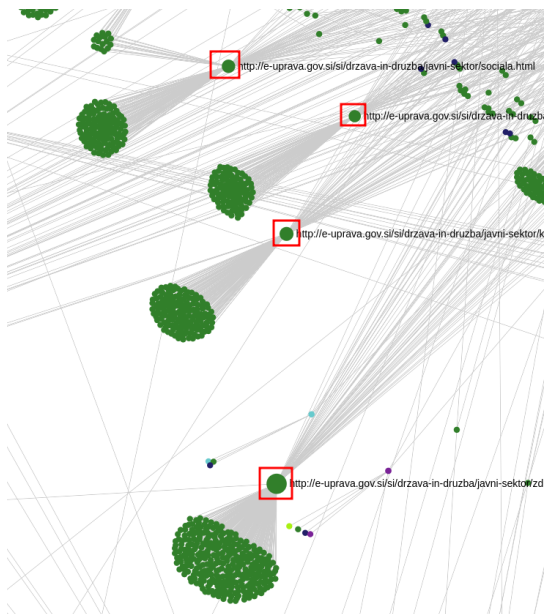 http://e-uprava.gov.si/si/drzava-in-druzba/javni-sektor/sociala.html
http://e-uprava.gov.si/si/drzava-in-druzba
http://e-uprava.gov.si/si/drzava-in-druzba/javni-sektor/k
http://e-uprava.gov.si/si/drzava-in-druzba/javni-sektor/zd